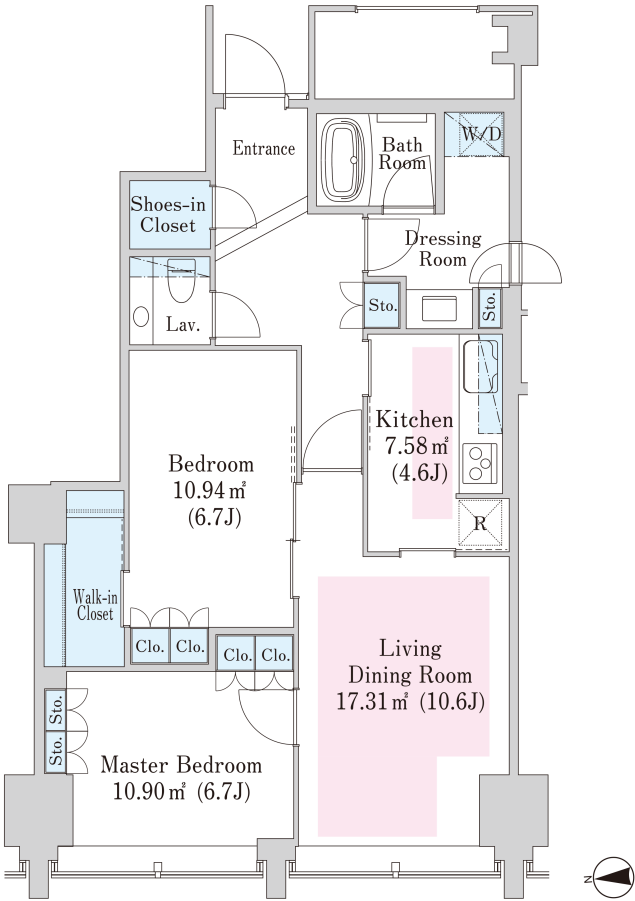 Entrance
Bath
Room
W/D
Shoes-in
Closet
Dressing
Room
Lav.
Sto.
Sto.
Kitchen
7.58㎡
(4.6J)
Bedroom
10.94㎡
(6.7J)
R
Walk-in
Closet
Clo.
Clo.
Clo.
Clo.
Living
Dining Room
17.31㎡ (10.6J)
Sto.
Sto.
Master Bedroom
10.90㎡ (6.7J)
N